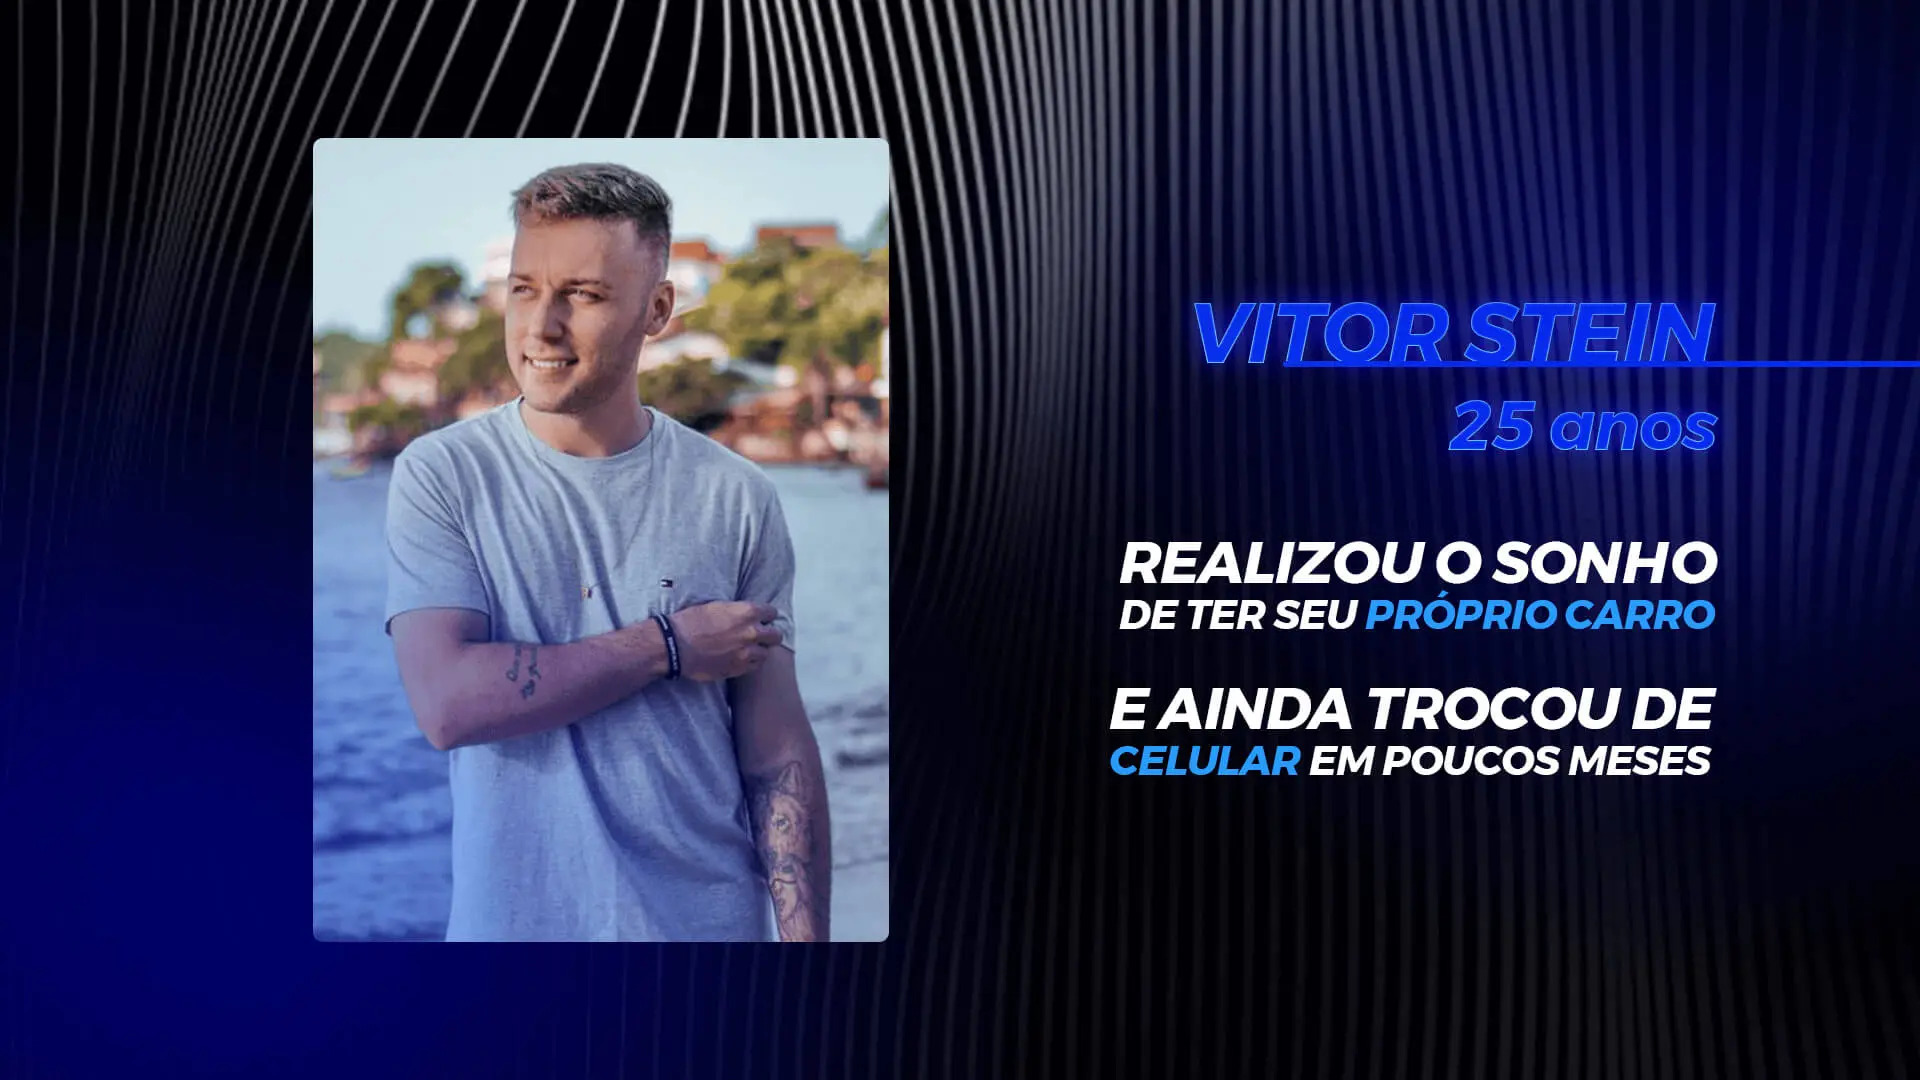 VITOR STEIN
25 anos
REALIZOU O SONHO
DE TER SEU PRÓPRIO CARRO
E AINDA TROCOU DE
CELULAR EM POUCOS MESES